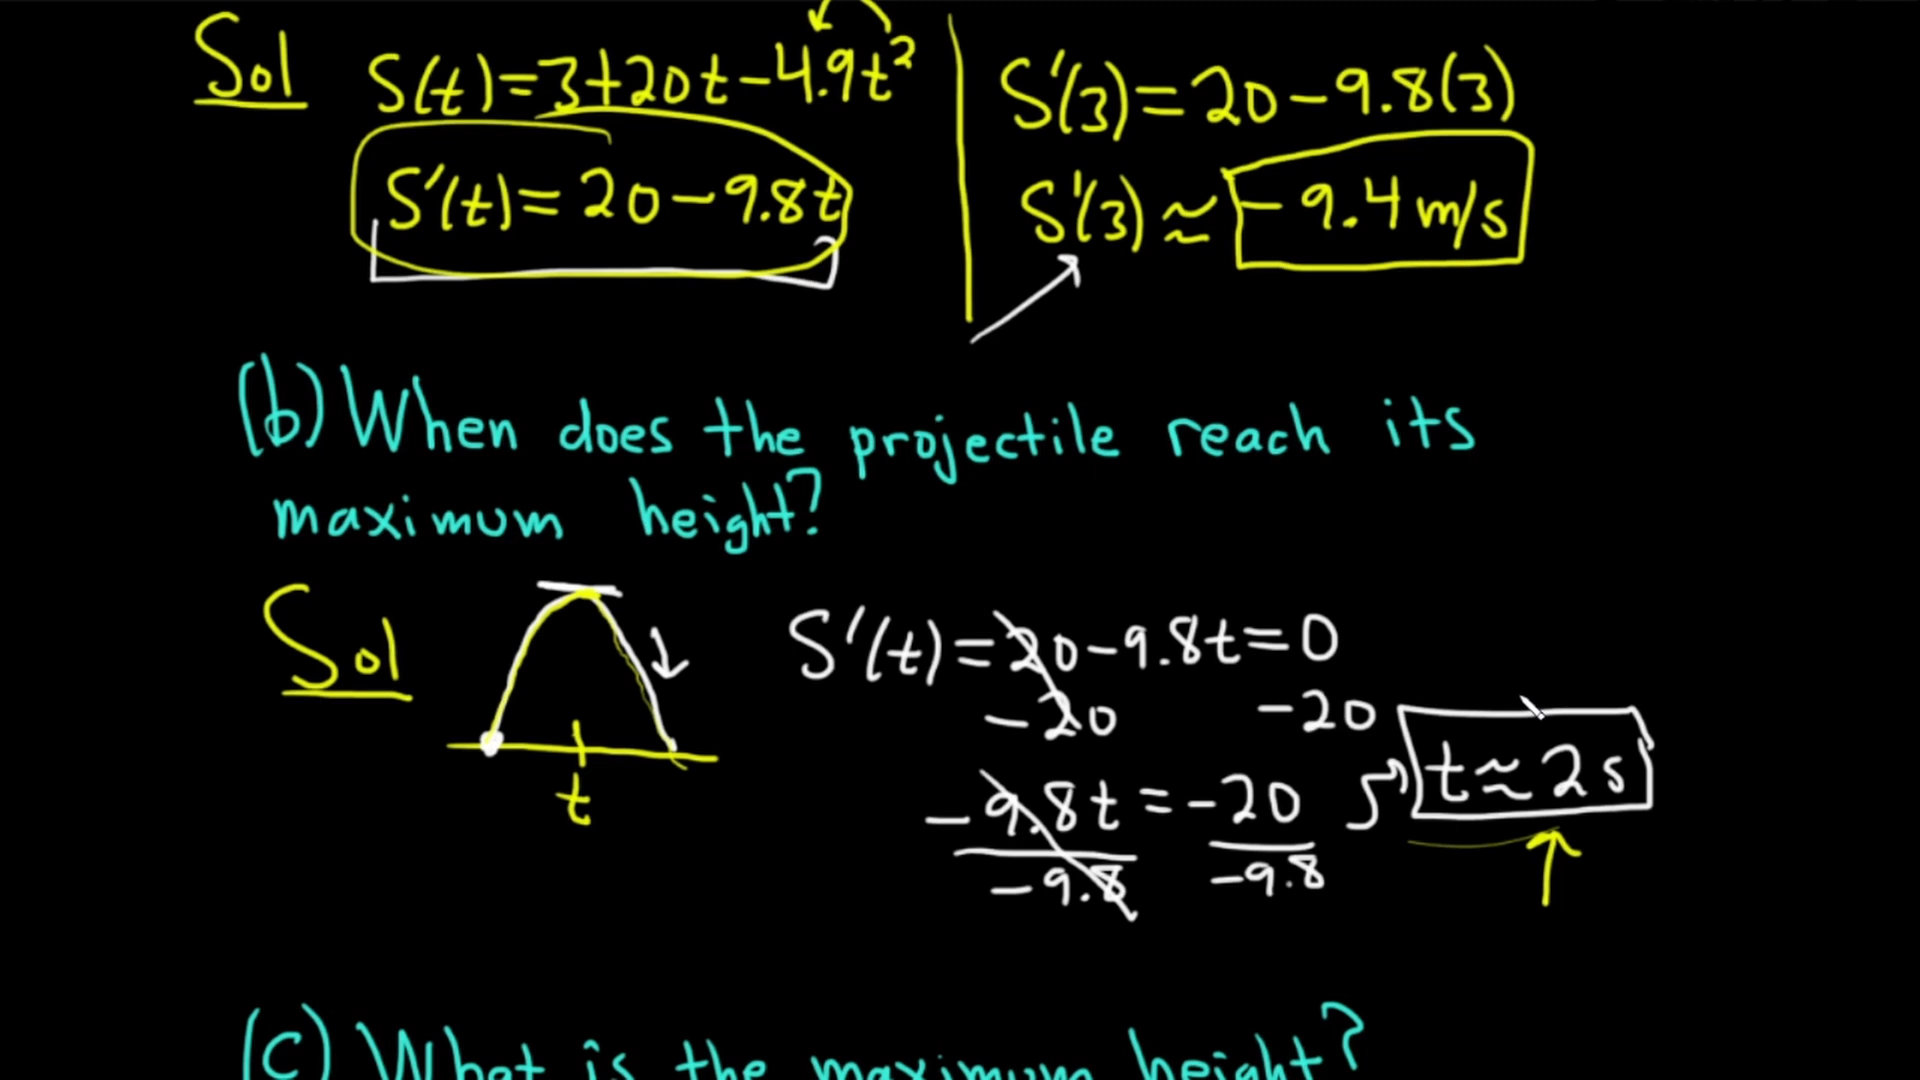 Sol S(t)=3+20t-4.9t²
S'(t)=20-9.8t
S'(3)=20-9.8(3)
S'(3)≈-9.4 m/s
(b) When does the projectile reach its
maximum height?
Sol
t
S'(t)=20-9.8t=0
-20 -20
-9.8t=-20
-9.8 -9.8
t≈2s
(c) What is the maximum height?